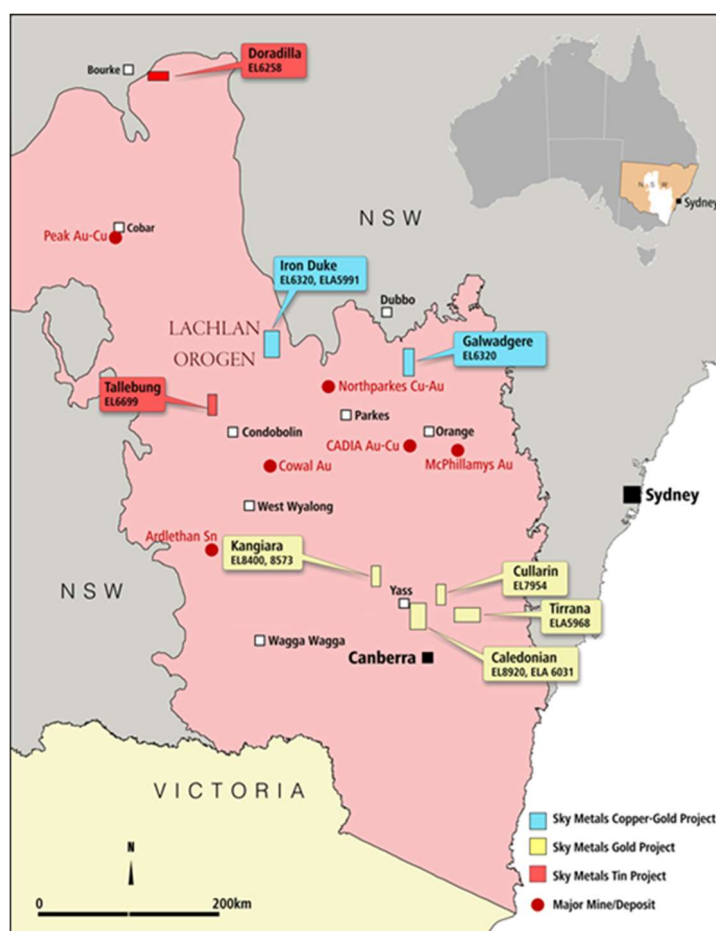 Doradilla
EL6258
Bourke
NSW
Sydney
Cobar
Peak Au-Cu
NSW
Iron Duke
EL6320, ELA5991
Dubbo
LACHLAN
OROGEN
Galwadgere
EL6320
Tallebung
EL6699
Northparkes Cu-Au
Parkes
Condobolin
Orange
CADIA Au-Cu
McPhillamys Au
Cowal Au
Sydney
West Wyalong
Ardlethan Sn
Kangiara
EL8400, 8573
Cullarin
EL7954
NSW
Yass
Tirrana
ELA5968
Wagga Wagga
Canberra
Caledonian
EL8920, ELA 6031
VICTORIA
Sky Metals Copper-Gold Project
Sky Metals Gold Project
N
Sky Metals Tin Project
Major Mine/Deposit
0 200km